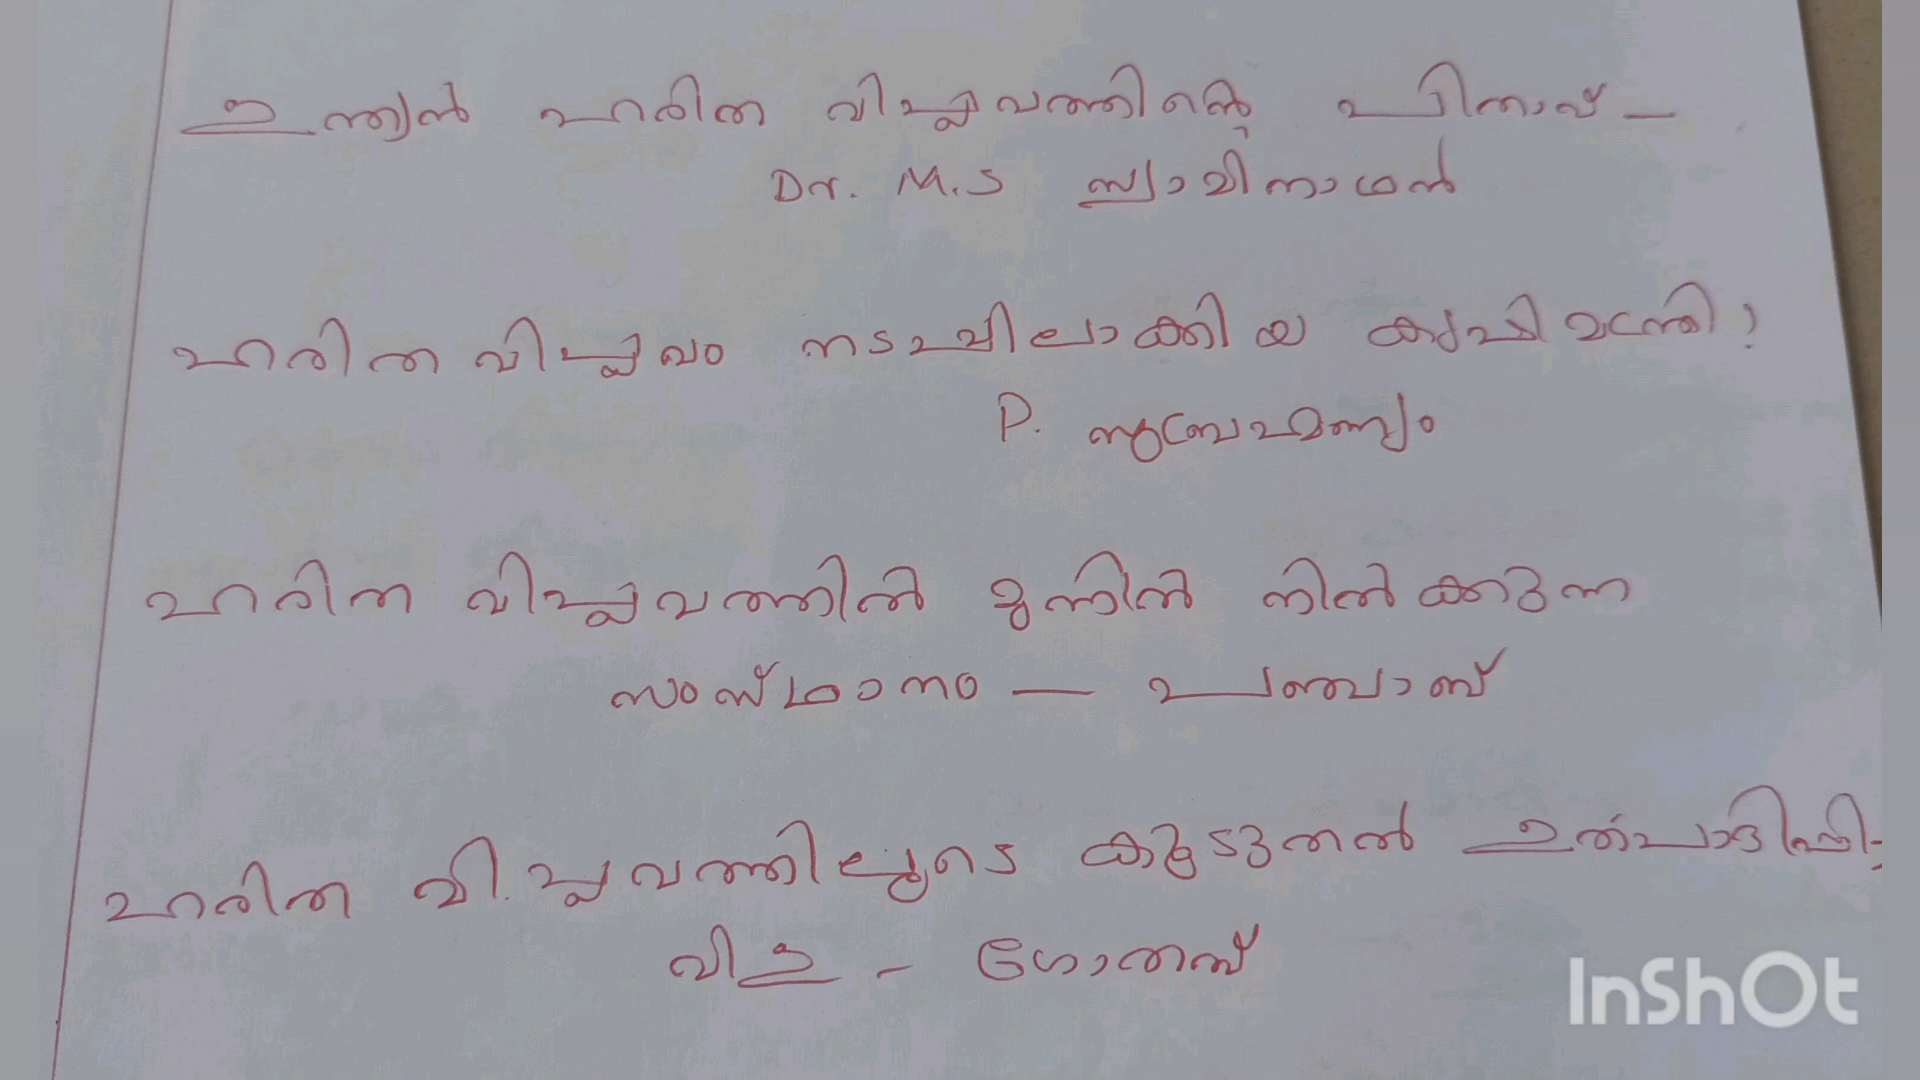 ഇന്ത്യൻ ഹരിത വിപ്ലവത്തിന്റെ പിതാവ് –
Dr. M.S സ്വാമിനാഥൻ
ഹരിത വിപ്ലവം നടപ്പിലാക്കിയ കൃഷി മന്ത്രി?
P. സുബ്രഹ്മണ്യം
ഹരിത വിപ്ലവത്തിൽ മുന്നിൽ നിൽക്കുന്ന
സംസ്ഥാനം – പഞ്ചാബ്
ഹരിത വിപ്ലവത്തിലൂടെ കൂടുതൽ ഉത്പാദിപ്പി-
വിള – ഗോതമ്പ്
InShOt